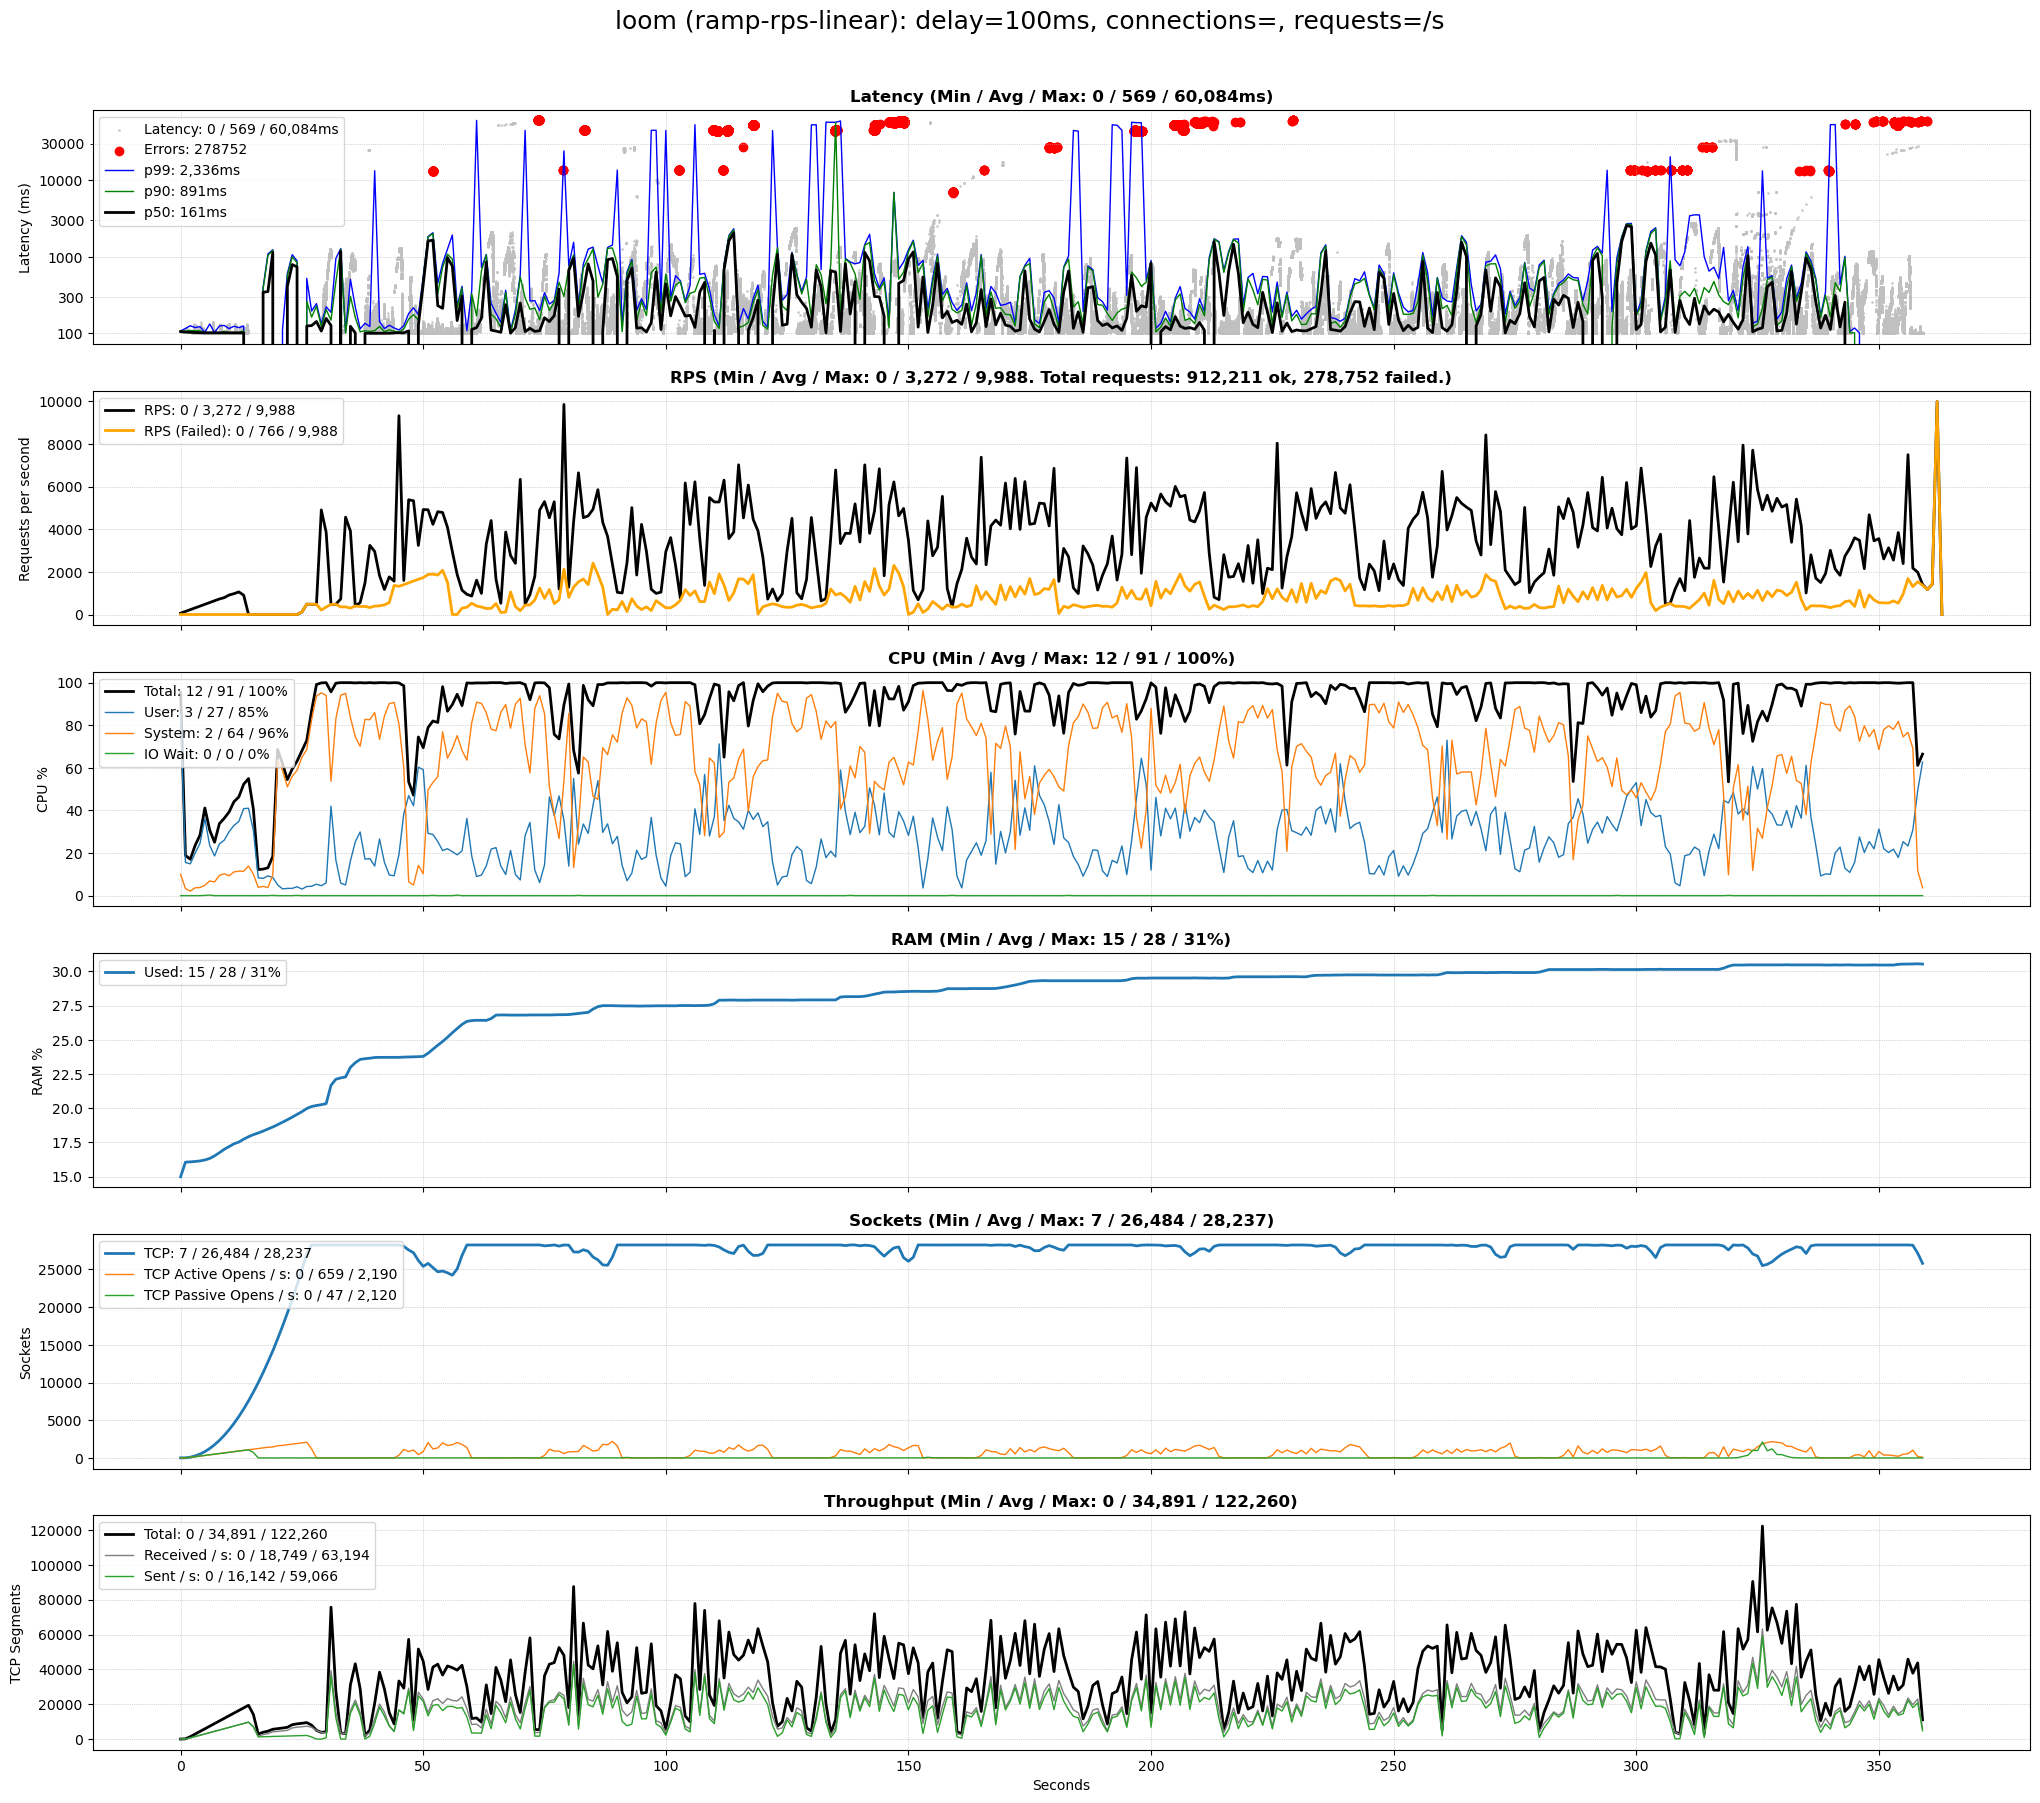 loom (ramp-rps-linear): delay=100ms, connections=, requests=/s
Latency (Min / Avg / Max: 0 / 569 / 60,084ms)
Latency (ms)
30000
10000
3000
1000
300
100
Latency: 0 / 569 / 60,084ms
Errors: 278752
p99: 2,336ms
p90: 891ms
p50: 161ms
RPS (Min / Avg / Max: 0 / 3,272 / 9,988. Total requests: 912,211 ok, 278,752 failed.)
Requests per second
10000
8000
6000
4000
2000
0
RPS: 0 / 3,272 / 9,988
RPS (Failed): 0 / 766 / 9,988
CPU (Min / Avg / Max: 12 / 91 / 100%)
CPU %
100
80
60
40
20
0
Total: 12 / 91 / 100%
User: 3 / 27 / 85%
System: 2 / 64 / 96%
IO Wait: 0 / 0 / 0%
RAM (Min / Avg / Max: 15 / 28 / 31%)
RAM %
30.0
27.5
25.0
22.5
20.0
17.5
15.0
Used: 15 / 28 / 31%
Sockets (Min / Avg / Max: 7 / 26,484 / 28,237)
Sockets
25000
20000
15000
10000
5000
0
TCP: 7 / 26,484 / 28,237
TCP Active Opens / s: 0 / 659 / 2,190
TCP Passive Opens / s: 0 / 47 / 2,120
Throughput (Min / Avg / Max: 0 / 34,891 / 122,260)
TCP Segments
120000
100000
80000
60000
40000
20000
0
Total: 0 / 34,891 / 122,260
Received / s: 0 / 18,749 / 63,194
Sent / s: 0 / 16,142 / 59,066
0 50 100 150 200 250 300 350
Seconds